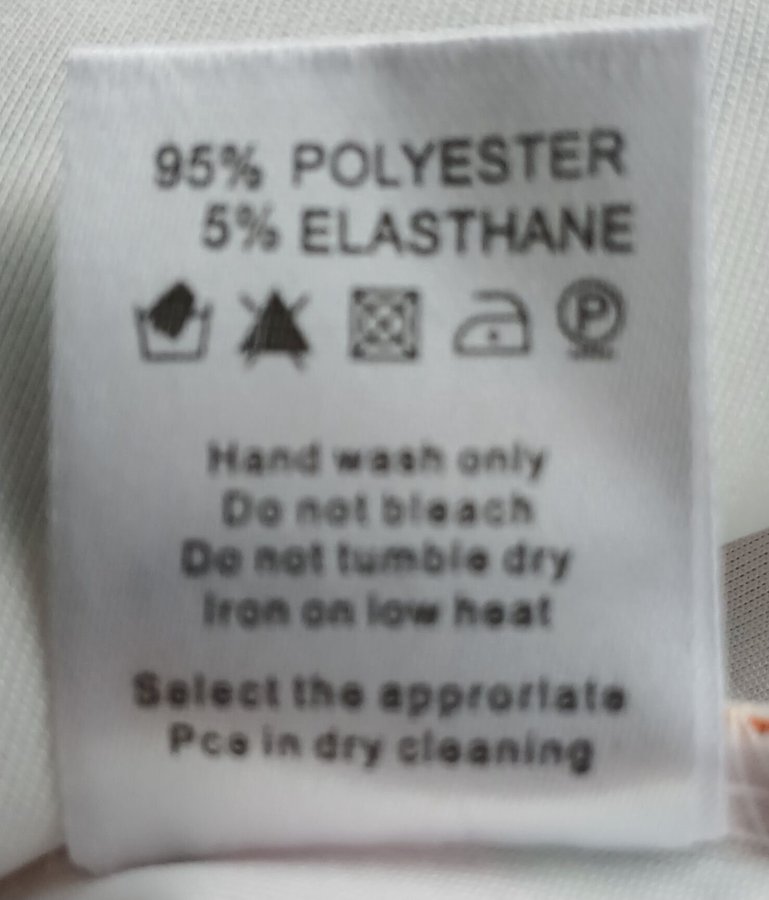 95% POLYESTER
5% ELASTHANE
P
Hand wash only
Do not bleach
Do not tumble dry
Iron on low heat
Select the approrlate
Pce in dry cleaning